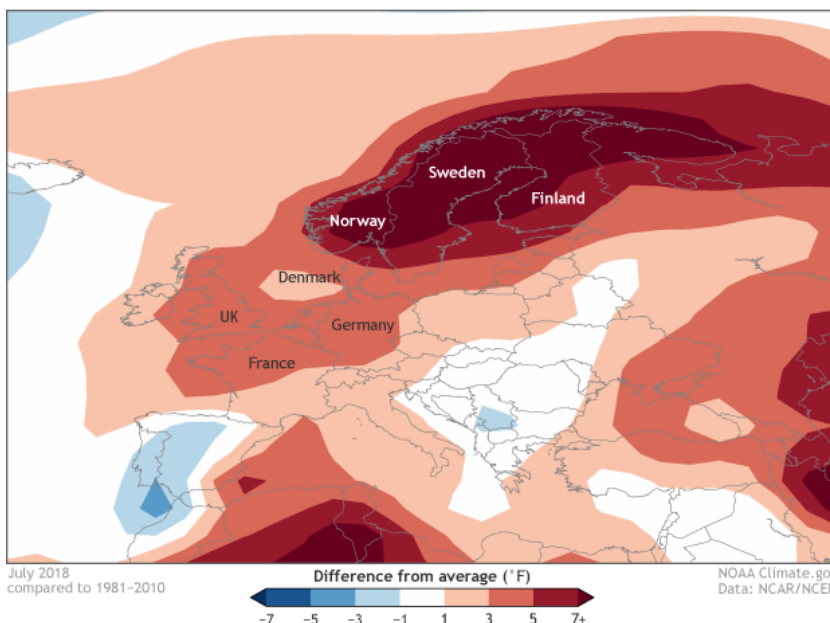 Sweden
Finland
Norway
Denmark
UK
Germany
France
July 2018
compared to 1981–2010
Difference from average (°F)
-7 -5 -3 -1 1 3 5 7+
NOAA Climate.go
Data: NCAR/NCE